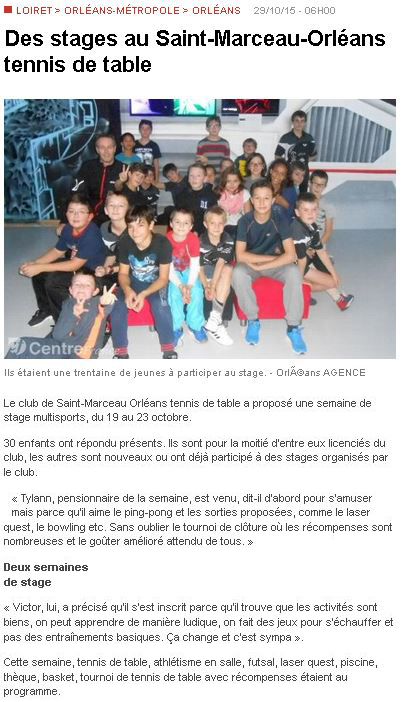 LOIRET > ORLÉANS-MÉTROPOLE > ORLÉANS 29/10/15 - 06H00
Des stages au Saint-Marceau-Orléans
tennis de table
Centre France
Ils étaient une trentaine de jeunes à participer au stage. - OrlÃ©ans AGENCE
Le club de Saint-Marceau Orléans tennis de table a proposé une semaine de
stage multisports, du 19 au 23 octobre.
30 enfants ont répondu présents. Ils sont pour la moitié d'entre eux licenciés du
club, les autres sont nouveaux ou ont déjà participé à des stages organisés par
le club.
« Tylann, pensionnaire de la semaine, est venu, dit-il d'abord pour s'amuser
mais parce qu'il aime le ping-pong et les sorties proposées, comme le laser
quest, le bowling etc. Sans oublier le tournoi de clôture où les récompenses sont
nombreuses et le goûter amélioré attendu de tous. »
Deux semaines
de stage
« Victor, lui, a précisé qu'il s'est inscrit parce qu'il trouve que les activités sont
biens, on peut apprendre de manière ludique, on fait des jeux pour s'échauffer et
pas des entraînements basiques. Ça change et c'est sympa ».
Cette semaine, tennis de table, athlétisme en salle, futsal, laser quest, piscine,
thèque, basket, tournoi de tennis de table avec récompenses étaient au
programme.